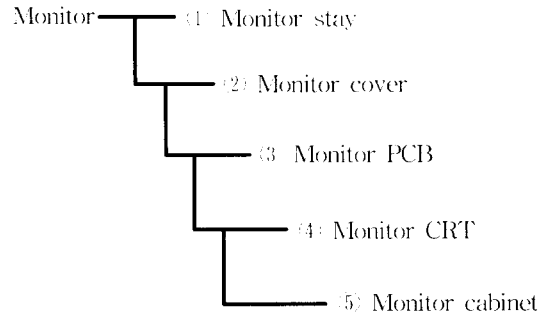 Monitor (1) Monitor stay
(2) Monitor cover
(3) Monitor PCB
(4) Monitor CRT
(5) Monitor cabinet